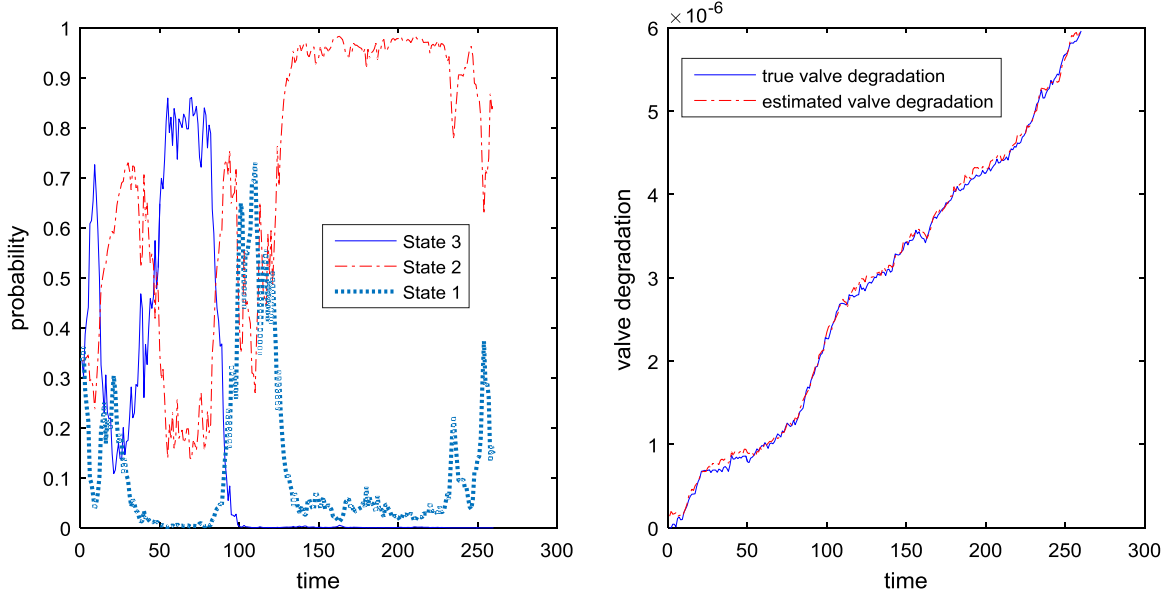 1
0.9
0.8
0.7
0.6
0.5
0.4
0.3
0.2
0.1
0
probability
State 3
State 2
State 1
0 50 100 150 200 250 300
time
×10-6
6
5
4
3
2
1
0
valve degradation
true valve degradation
estimated valve degradation
0 50 100 150 200 250 300
time